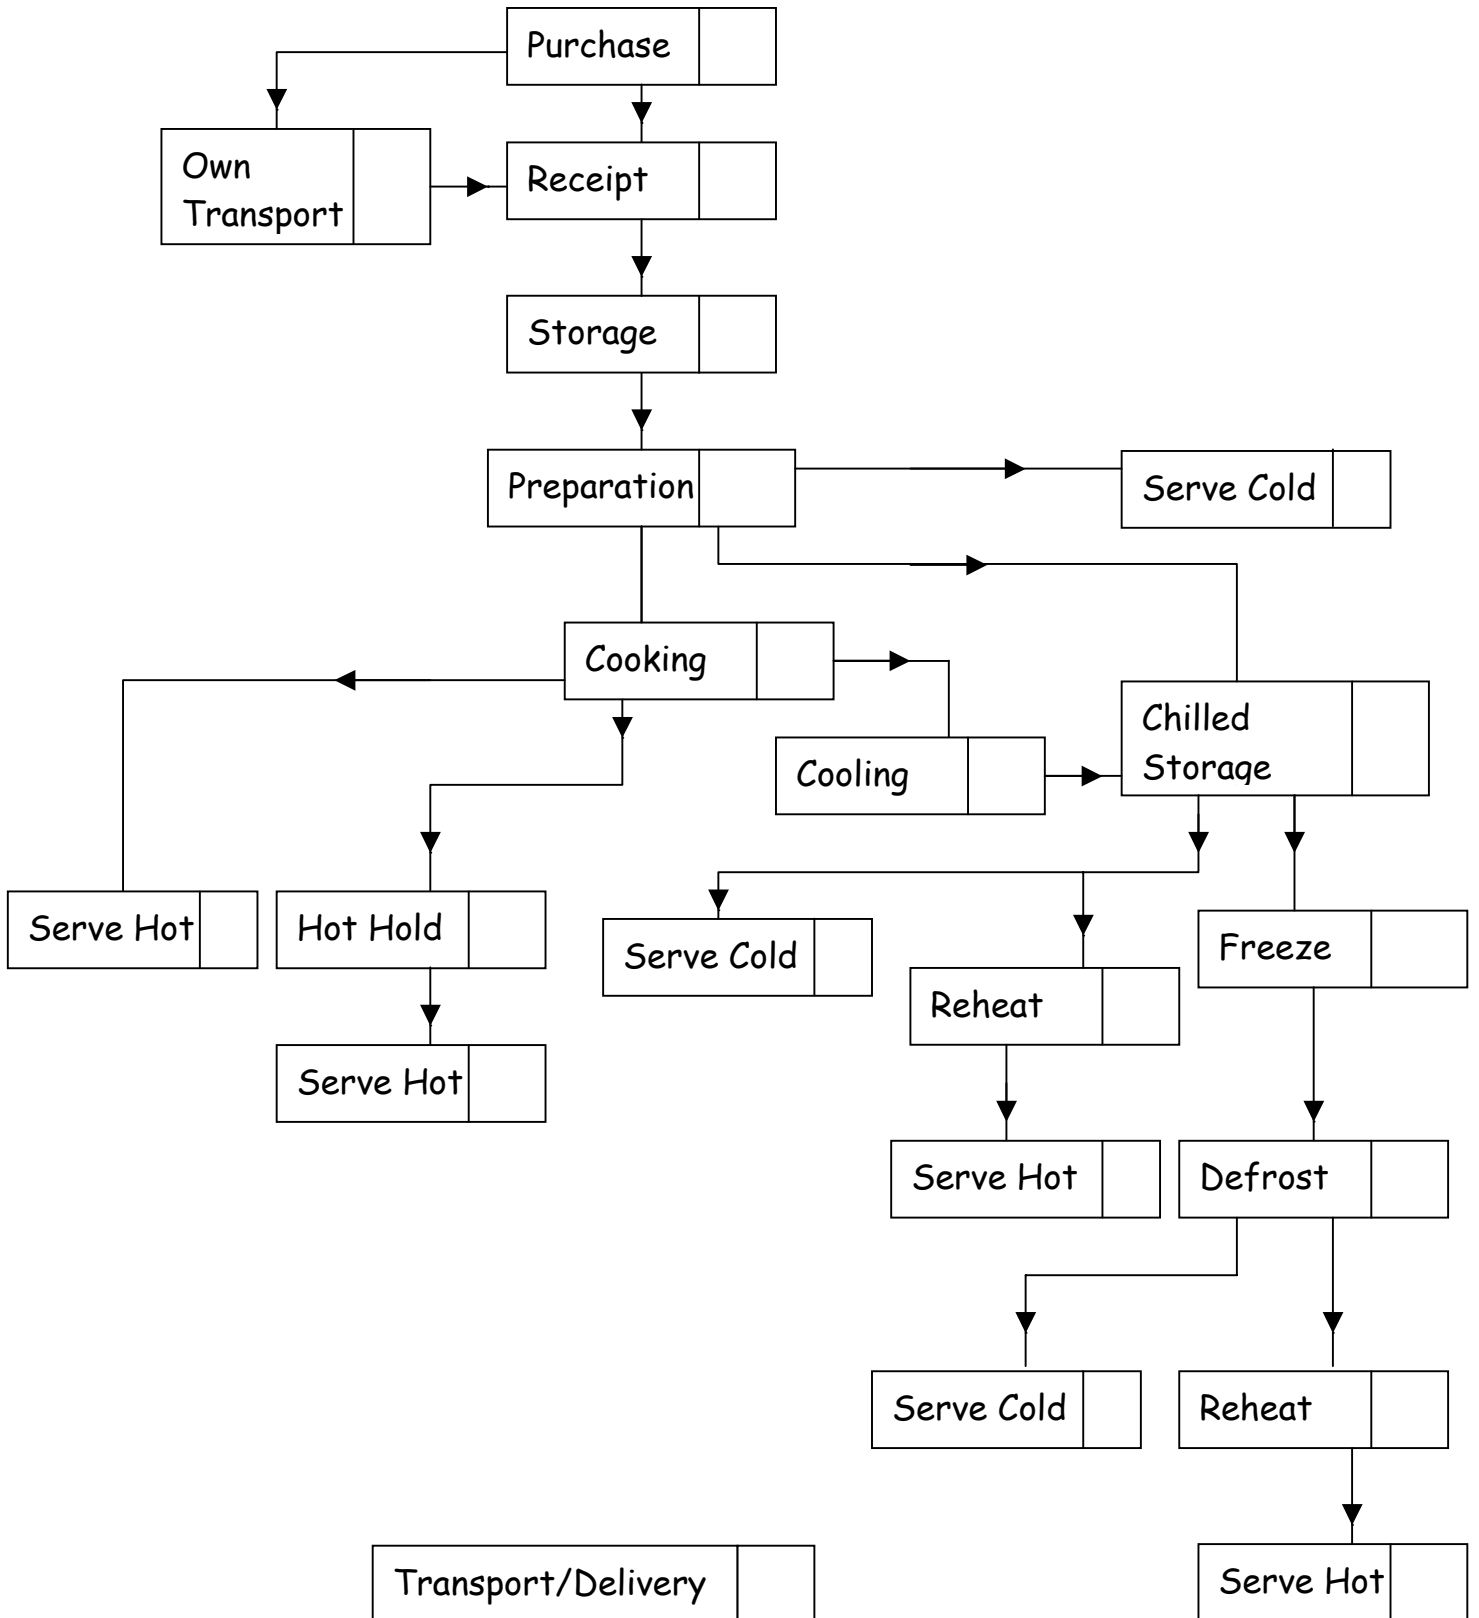 Purchase
Own
Transport
Receipt
Storage
Preparation
Serve Cold
Cooking
Chilled
Storage
Cooling
Serve Hot
Hot Hold
Serve Cold
Freeze
Reheat
Serve Hot
Serve Hot
Defrost
Serve Cold
Reheat
Transport/Delivery
Serve Hot